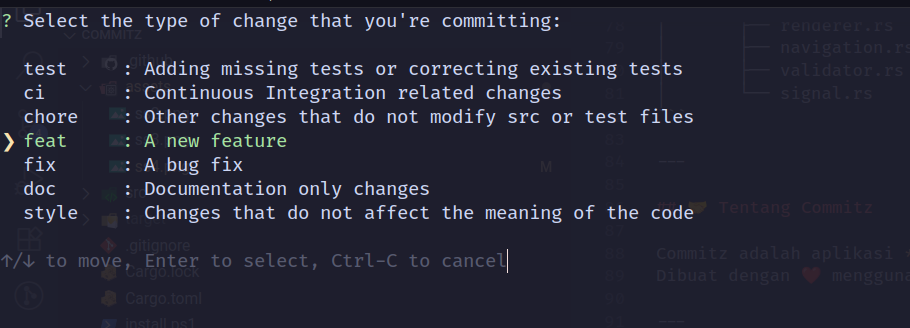 ? Select the type of change that you're committing:
test : Adding missing tests or correcting existing tests
ci : Continuous Integration related changes
chore : Other changes that do not modify src or test files
❯ feat : A new feature
fix : A bug fix
doc : Documentation only changes
style : Changes that do not affect the meaning of the code
↑/↓ to move, Enter to select, Ctrl-C to cancel
COMMITZ
.gitignore
Cargo.lock
Cargo.toml
install.ps1
M
renderer.rs
navigation.rs
validator.rs
signal.rs
84
85
88
Tentang Commitz
Commitz adalah aplikasi
Dibuat dengan ❤️ menggun